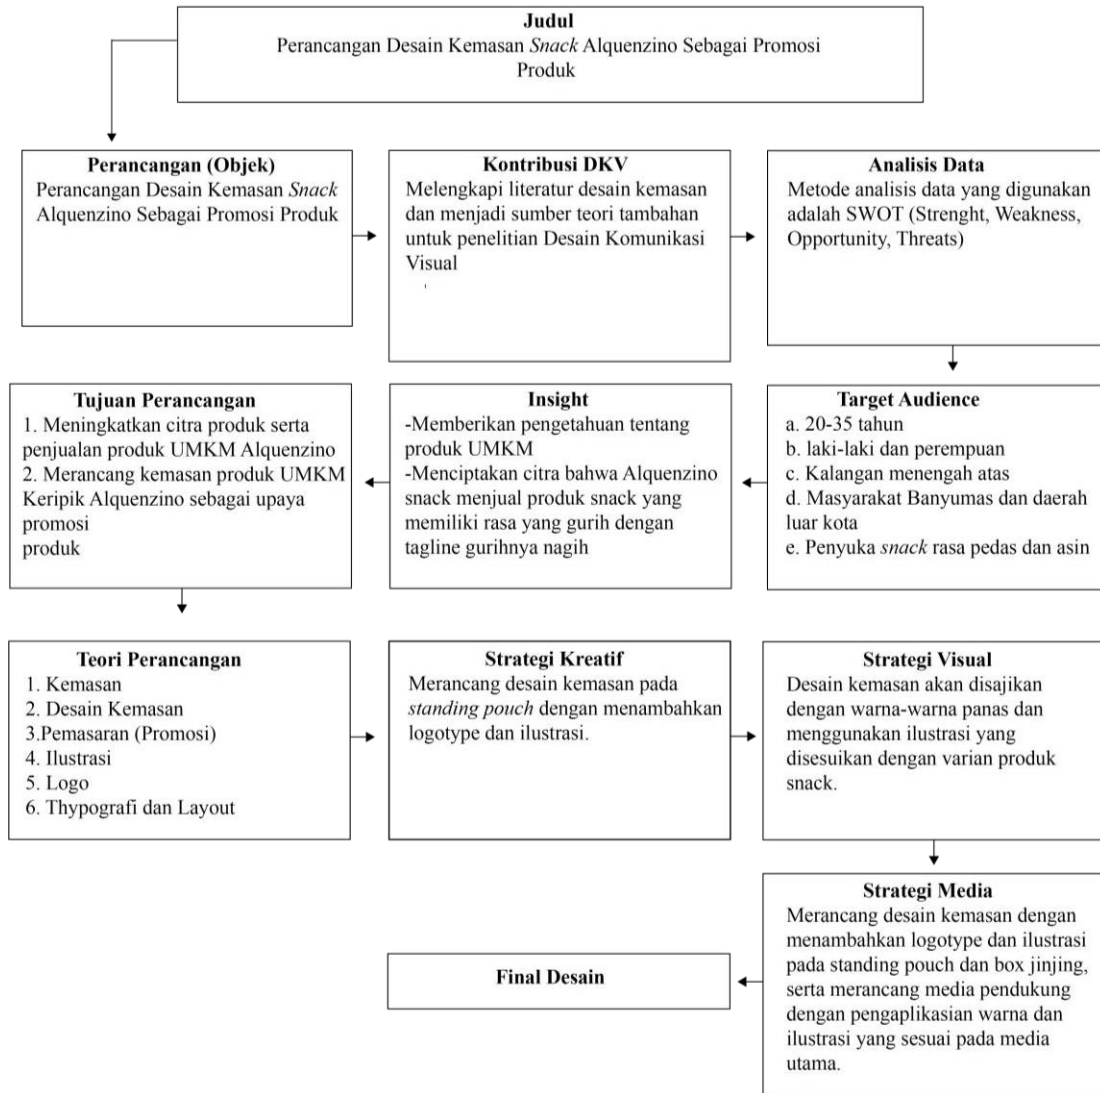 Judul
Perancangan Desain Kemasan Snack Alquenzino Sebagai Promosi
Produk
Perancangan (Objek)
Perancangan Desain Kemasan Snack
Alquenzino Sebagai Promosi Produk
Kontribusi DKV
Melengkapi literatur desain kemasan
dan menjadi sumber teori tambahan
untuk penelitian Desain Komunikasi
Visual
Analisis Data
Metode analisis data yang digunakan
adalah SWOT (Strenght, Weakness,
Opportunity, Threats)
Target Audience
a. 20-35 tahun
b. laki-laki dan perempuan
c. Kalangan menengah atas
d. Masyarakat Banyumas dan daerah
luar kota
e. Penyuka snack rasa pedas dan asin
Insight
-Memberikan pengetahuan tentang
produk UMKM
-Menciptakan citra bahwa Alquenzino
snack menjual produk snack yang
memiliki rasa yang gurih dengan
tagline gurihnya nagih
Tujuan Perancangan
1. Meningkatkan citra produk serta
penjualan produk UMKM Alquenzino
2. Merancang kemasan produk UMKM
Keripik Alquenzino sebagai upaya
promosi
produk
Teori Perancangan
1. Kemasan
2. Desain Kemasan
3.Pemasaran (Promosi)
4. Ilustrasi
5. Logo
6. Thypografi dan Layout
Strategi Kreatif
Merancang desain kemasan pada
standing pouch dengan menambahkan
logotype dan ilustrasi.
Strategi Visual
Desain kemasan akan disajikan
dengan warna-warna panas dan
menggunakan ilustrasi yang
disesuikan dengan varian produk
snack.
Strategi Media
Merancang desain kemasan dengan
menambahkan logotype dan ilustrasi
pada standing pouch dan box jinjing,
serta merancang media pendukung
dengan pengaplikasian warna dan
ilustrasi yang sesuai pada media
utama.
Final Desain